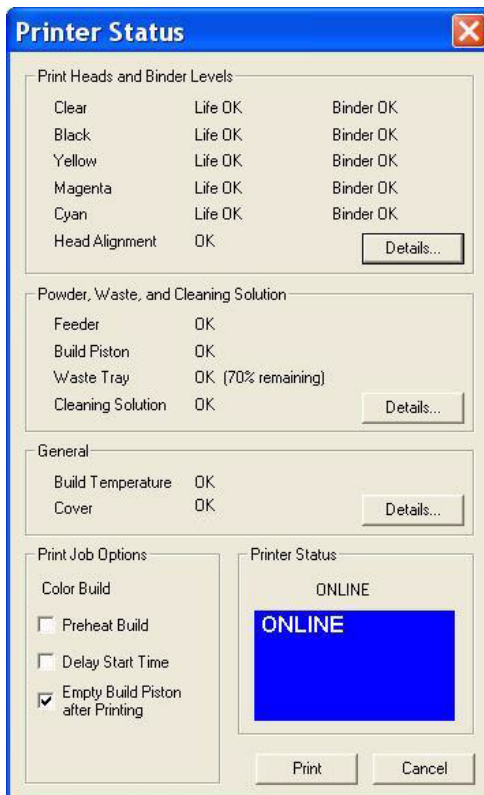 Printer Status
Print Heads and Binder Levels
Clear Life OK Binder OK
Black Life OK Binder OK
Yellow Life OK Binder OK
Magenta Life OK Binder OK
Cyan Life OK Binder OK
Head Alignment OK Details...
Powder, Waste, and Cleaning Solution
Feeder OK
Build Piston OK
Waste Tray OK (70% remaining)
Cleaning Solution OK Details...
General
Build Temperature OK
Cover OK Details...
Print Job Options
Color Build
Preheat Build
Delay Start Time
Empty Build Piston
after Printing
Printer Status
ONLINE
ONLINE
Print Cancel